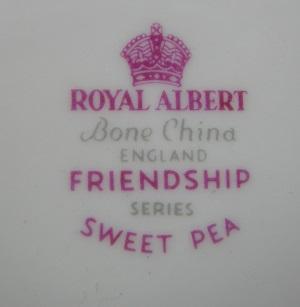 ROYAL ALBERT
Bone China
ENGLAND
FRIENDSHIP
SERIES
SWEET PEA